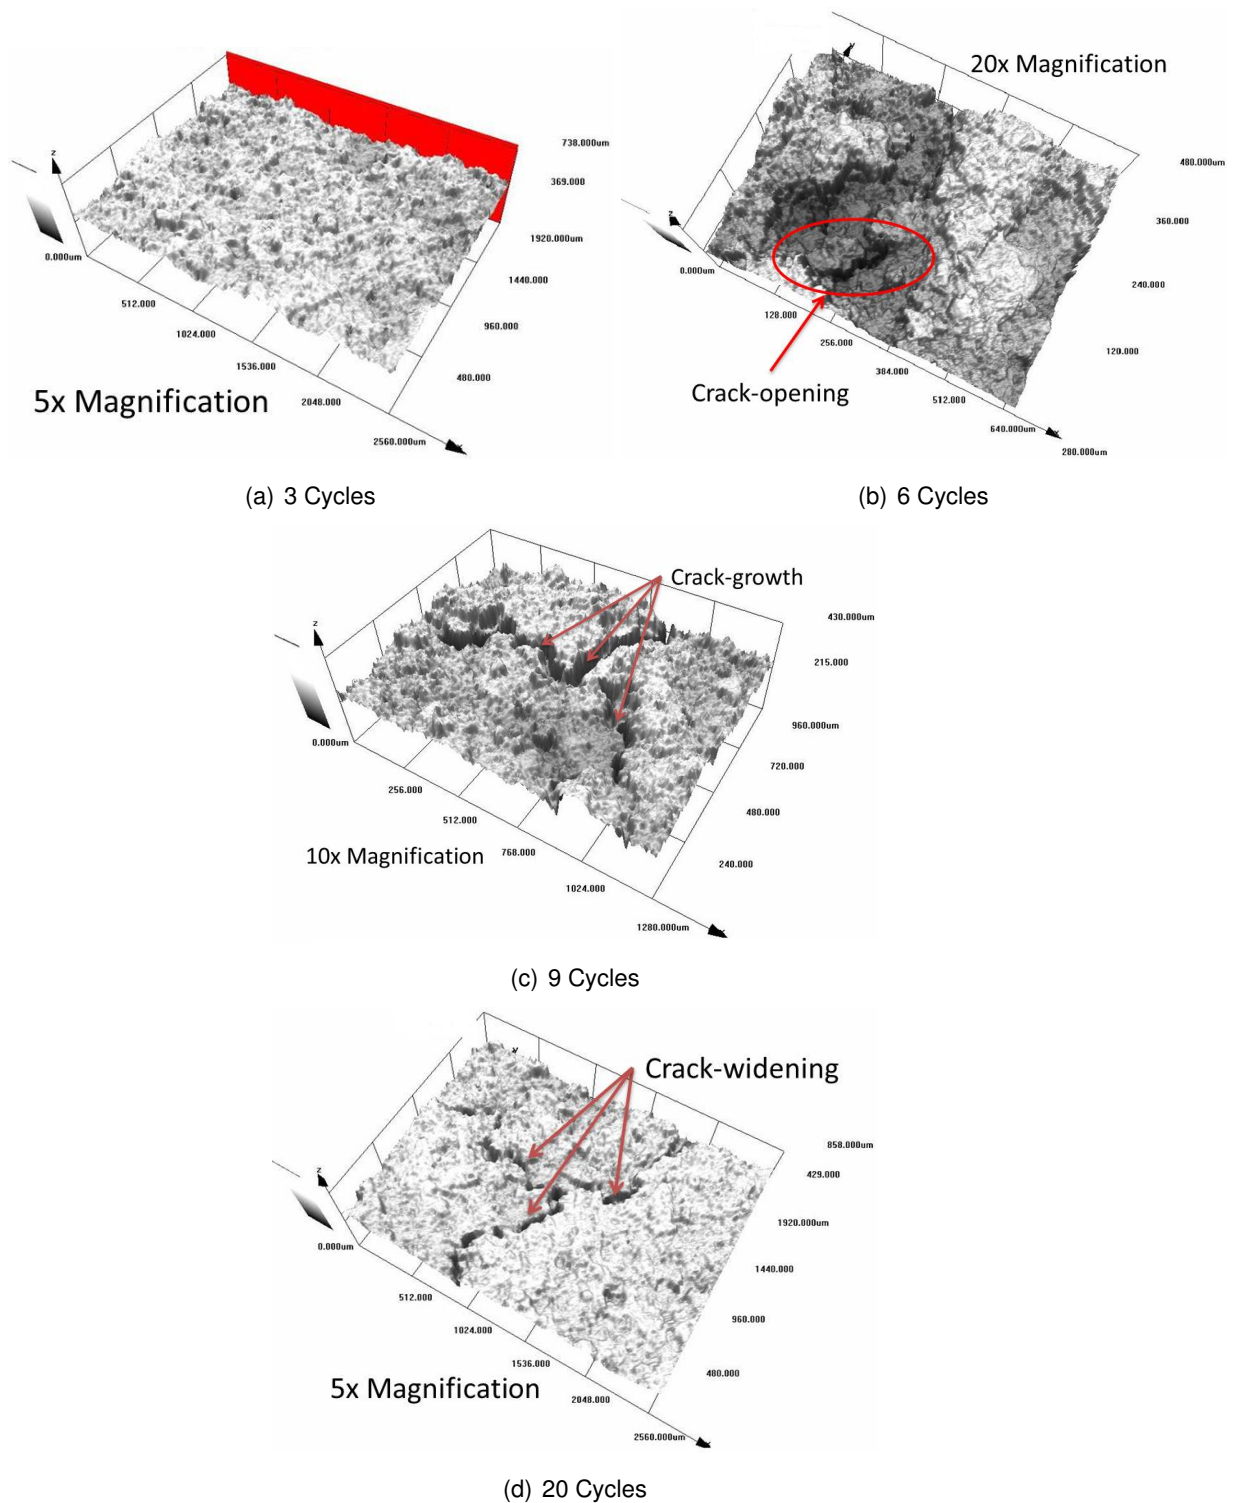 z
738.000um
369.000
1920.000um
1440.000
960.000
480.000
0.000um
512.000
1024.000
1536.000
2048.000
2560.000um
5x Magnification
(a) 3 Cycles
20x Magnification
480.000um
360.000
240.000
120.000
z
0.000um
128.000
256.000
384.000
512.000
640.000um
280.000um
Crack-opening
(b) 6 Cycles
Crack-growth
430.000um
215.000
960.000um
720.000
480.000
240.000
z
0.000um
256.000
512.000
768.000
1024.000
1280.000um
10x Magnification
(c) 9 Cycles
Crack-widening
858.000um
429.000
1920.000um
1440.000
960.000
480.000
z
0.000um
512.000
1024.000
1536.000
2048.000
2560.000um
5x Magnification
(d) 20 Cycles